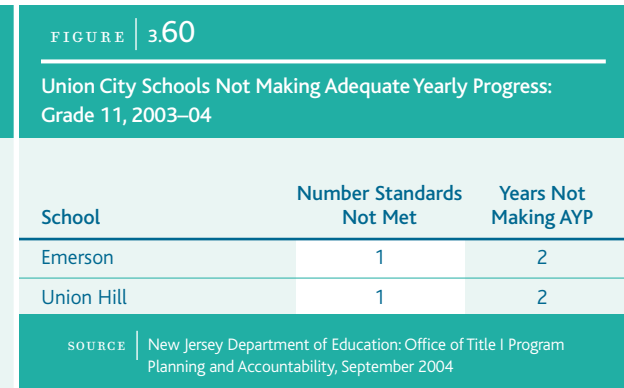 FIGURE | 3.60
Union City Schools Not Making Adequate Yearly Progress:
Grade 11, 2003–04
School Number Standards Not Met Years Not Making AYP
Emerson 1 2
Union Hill 1 2
SOURCE | New Jersey Department of Education: Office of Title I Program
Planning and Accountability, September 2004